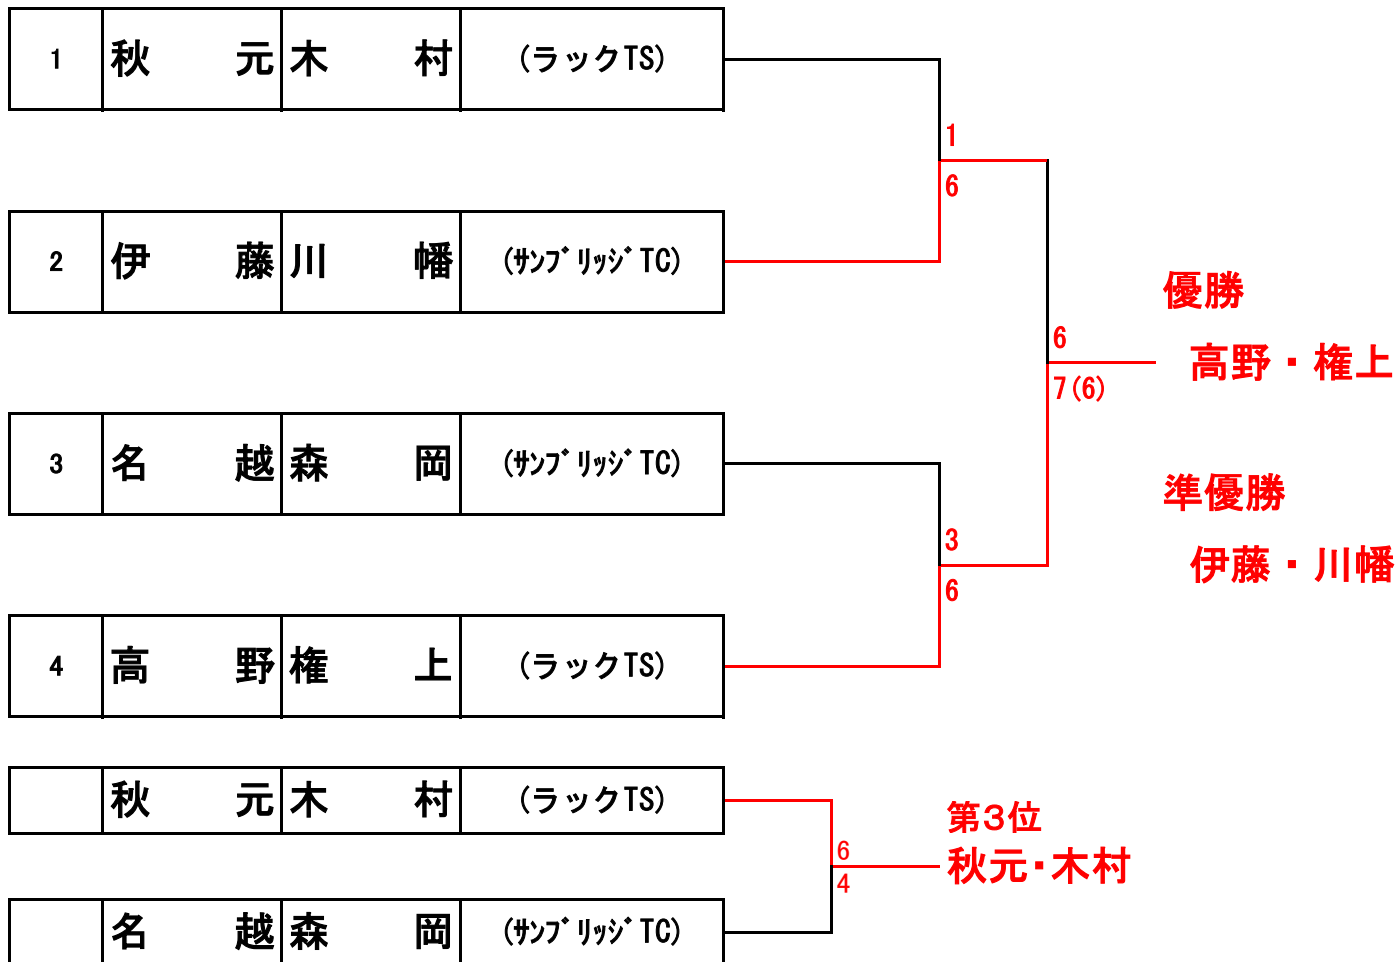 1 秋 元 木 村 (ラックTS)
1
6
2 伊 藤 川 幡 (ｻﾝﾌﾞﾘｯｼﾞTC)
優勝
6
高野・権上
7(6)
3 名 越 森 岡 (ｻﾝﾌﾞﾘｯｼﾞTC)
準優勝
3
伊藤・川幡
6
4 高 野 権 上 (ラックTS)
秋 元 木 村 (ラックTS)
第３位
6
秋元・木村
4
名 越 森 岡 (ｻﾝﾌﾞﾘｯｼﾞTC)